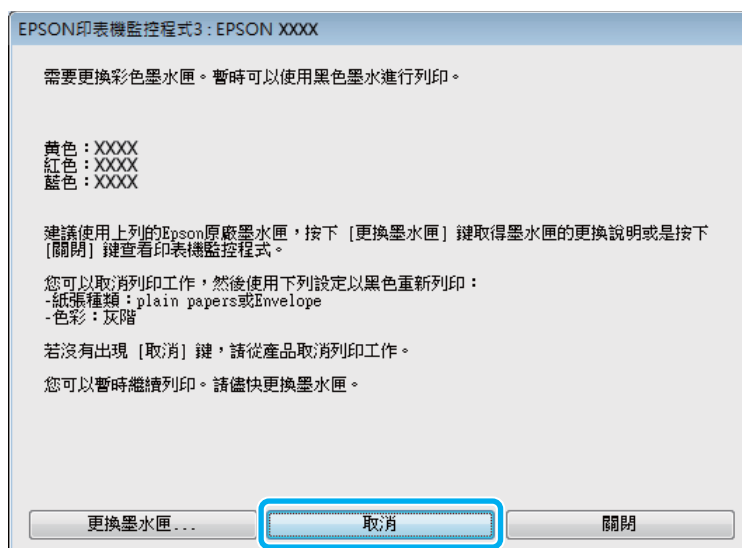 EPSON印表機監控程式3 : EPSON XXXX
需要更換彩色墨水匣。暫時可以使用黑色墨水進行列印。
黃色：XXXX
紅色：XXXX
藍色：XXXX
建議使用上列的Epson原廠墨水匣，按下 [更換墨水匣] 鍵取得墨水匣的更換說明或是按下
[關閉] 鍵查看印表機監控程式。
您可以取消列印工作，然後使用下列設定以黑色重新列印：
-紙張種類：plain papers或Envelope
-色彩：灰階
若沒有出現 [取消] 鍵，請從產品取消列印工作。
您可以暫時繼續列印。請儘快更換墨水匣。
更換墨水匣...
取消
關閉